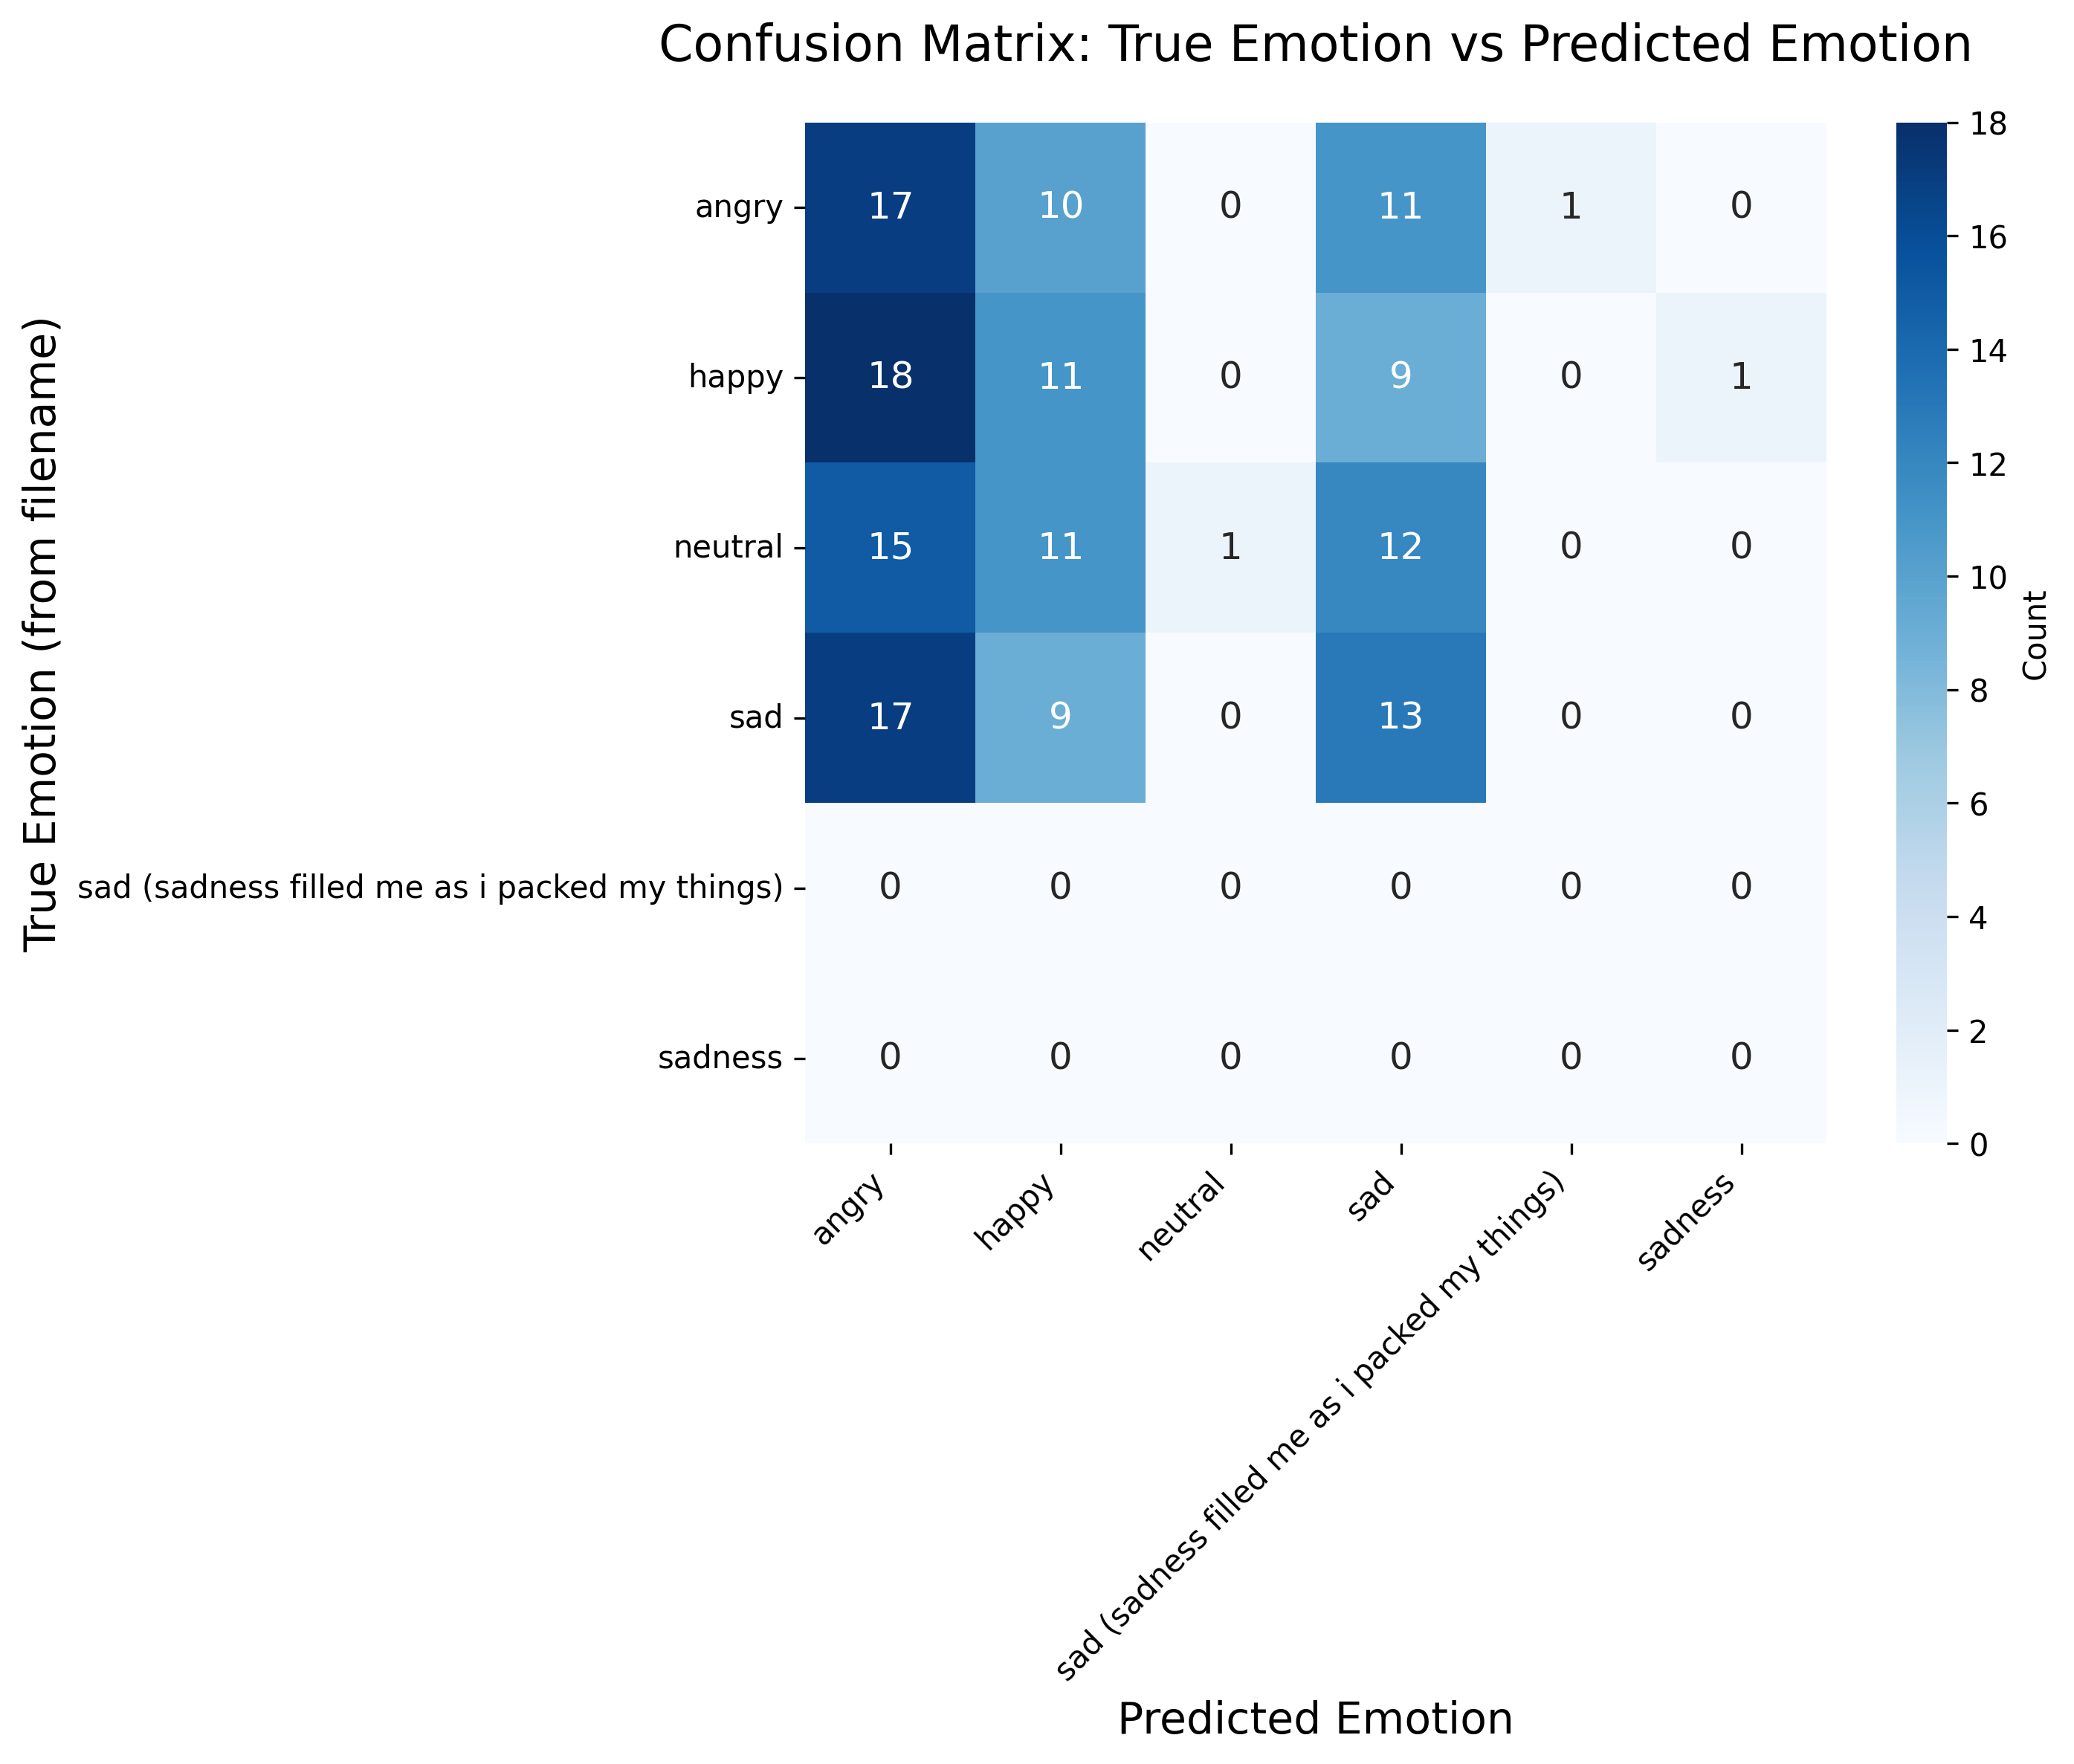 Confusion Matrix: True Emotion vs Predicted Emotion
True Emotion (from filename)
angry 17 10 0 11 1 0
happy 18 11 0 9 0 1
neutral 15 11 1 12 0 0
sad 17 9 0 13 0 0
sad (sadness filled me as i packed my things) 0 0 0 0 0 0
sadness 0 0 0 0 0 0
angry
happy
neutral
sad
sad (sadness filled me as i packed my things)
sadness
Predicted Emotion
18
16
14
12
10
8
6
4
2
0
Count